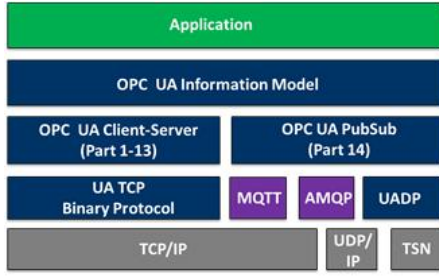 Application
OPC UA Information Model
OPC UA Client-Server
(Part 1-13)
OPC UA PubSub
(Part 14)
UA TCP
Binary Protocol
MQTT
AMQP
UADP
TCP/IP
UDP/
IP
TSN